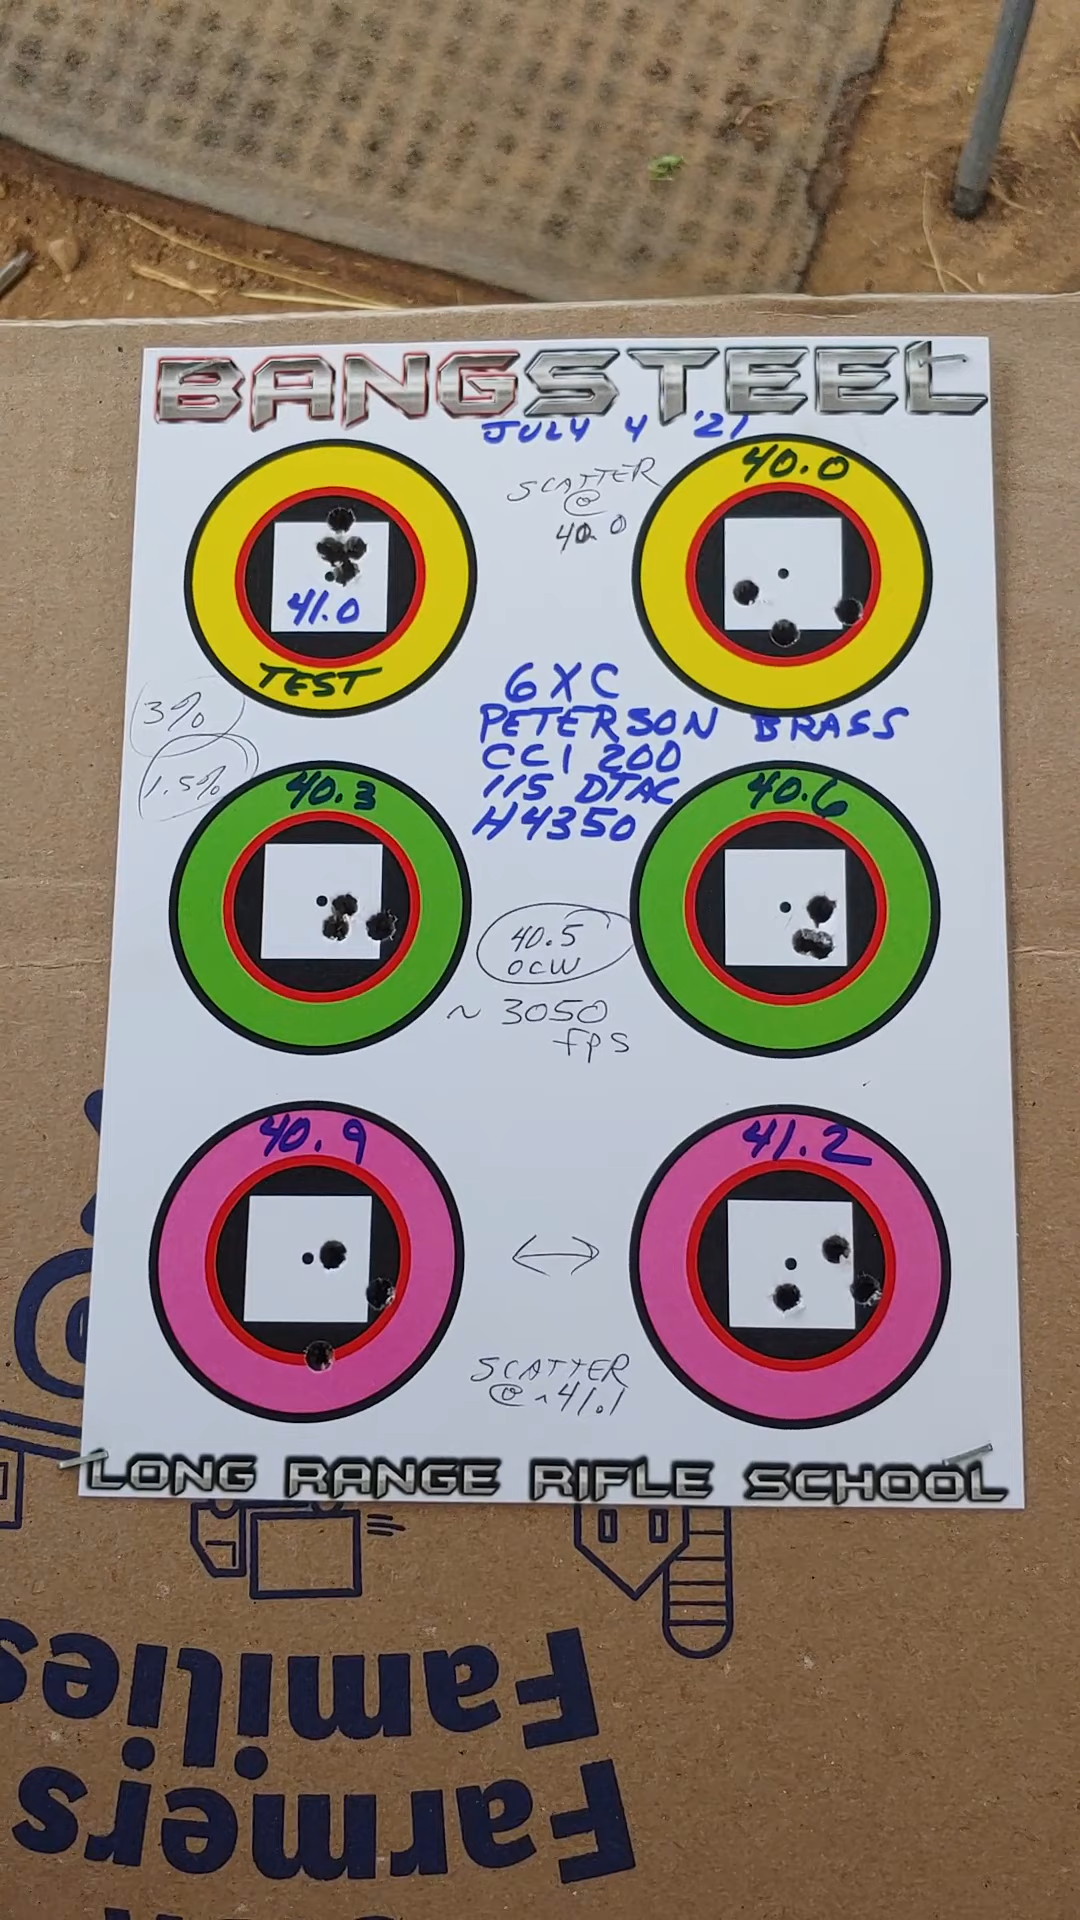 BANGSTEEL
JULY 4 '21
SCATTER
@
40.0
40.0
41.0
TEST
3%
1.5%
6XC
PETERSON BRASS
CCI 200
115 DTAC
H4350
40.3
40.6
40.5
OCW
~ 3050
fps
40.9
41.2
SCATTER
@ ~41.1
LONG RANGE RIFLE SCHOOL
Families
Farmers